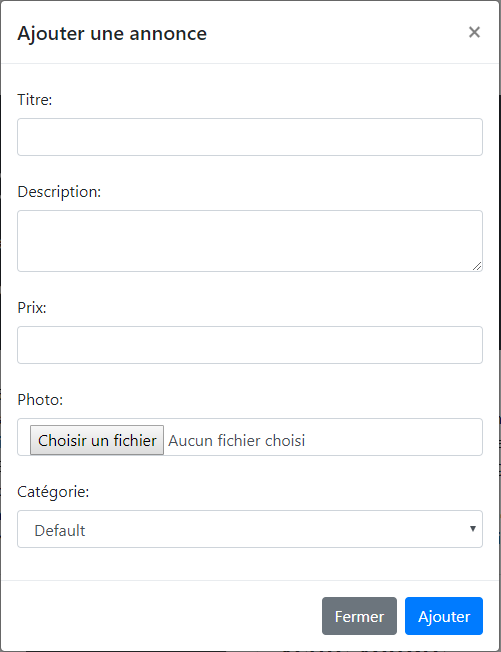 Ajouter une annonce ×
Titre:
Description:
Prix:
Photo:
Choisir un fichier Aucun fichier choisi
Catégorie:
Default
Fermer Ajouter